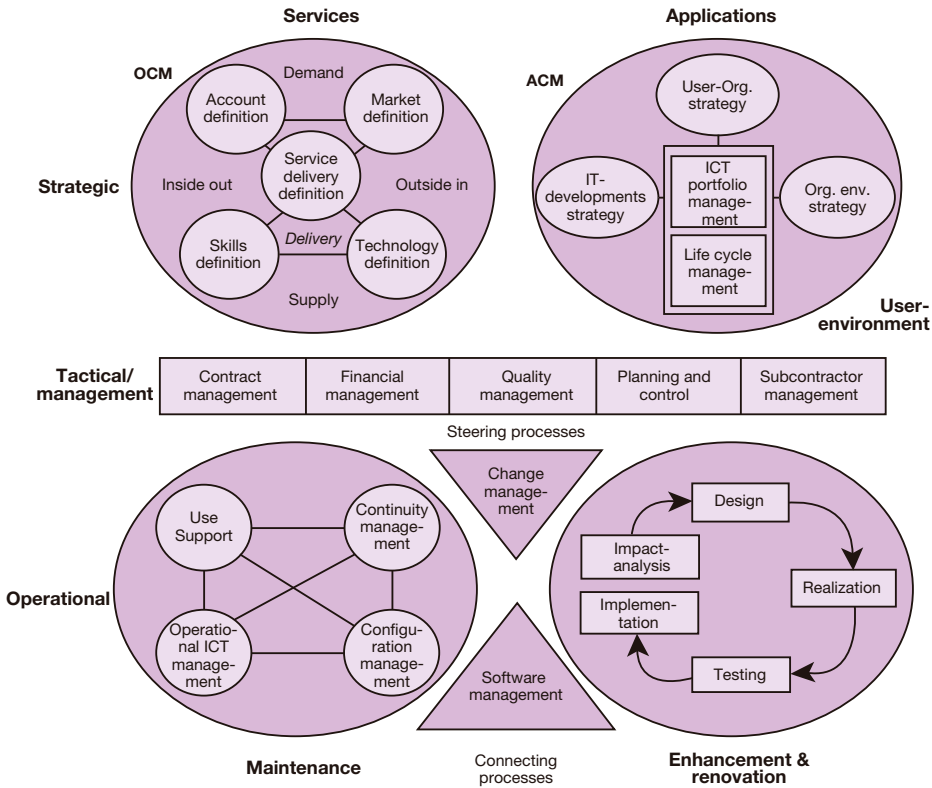 Services
Applications
OCM
Demand
Account
definition
Market
definition
Service
delivery
definition
Strategic
Inside out
Outside in
Skills
definition
Delivery
Technology
definition
Supply
ACM
User-Org.
strategy
IT-
developments
strategy
ICT
portfolio
manage-
ment
Org. env.
strategy
Life cycle
manage-
ment
User-
environment
Tactical/
management
Contract
management
Financial
management
Quality
management
Planning and
control
Subcontractor
management
Steering processes
Change
manage-
ment
Operational
Use
Support
Continuity
manage-
ment
Operatio-
nal ICT
manage-
ment
Configu-
ration
manage-
ment
Software
management
Design
Impact-
analysis
Realization
Implemen-
tation
Testing
Maintenance
Connecting
processes
Enhancement &
renovation